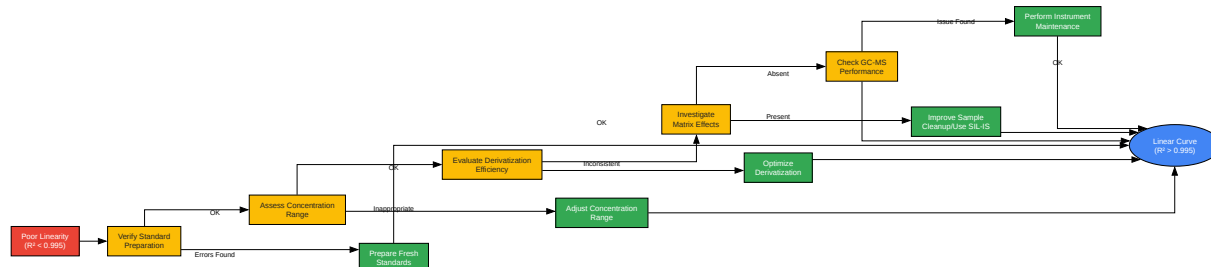 Poor Linearity
(R² < 0.995)
Verify Standard
Preparation
OK
Errors Found
Prepare Fresh
Standards
Assess Concentration
Range
OK
Inappropriate
Adjust Concentration
Range
Evaluate Derivatization
Efficiency
OK
Inconsistent
Optimize
Derivatization
Investigate
Matrix Effects
Absent
Present
Improve Sample
Cleanup/Use SIL-IS
Check GC-MS
Performance
Issue Found
Perform Instrument
Maintenance
OK
Linear Curve
(R² > 0.995)